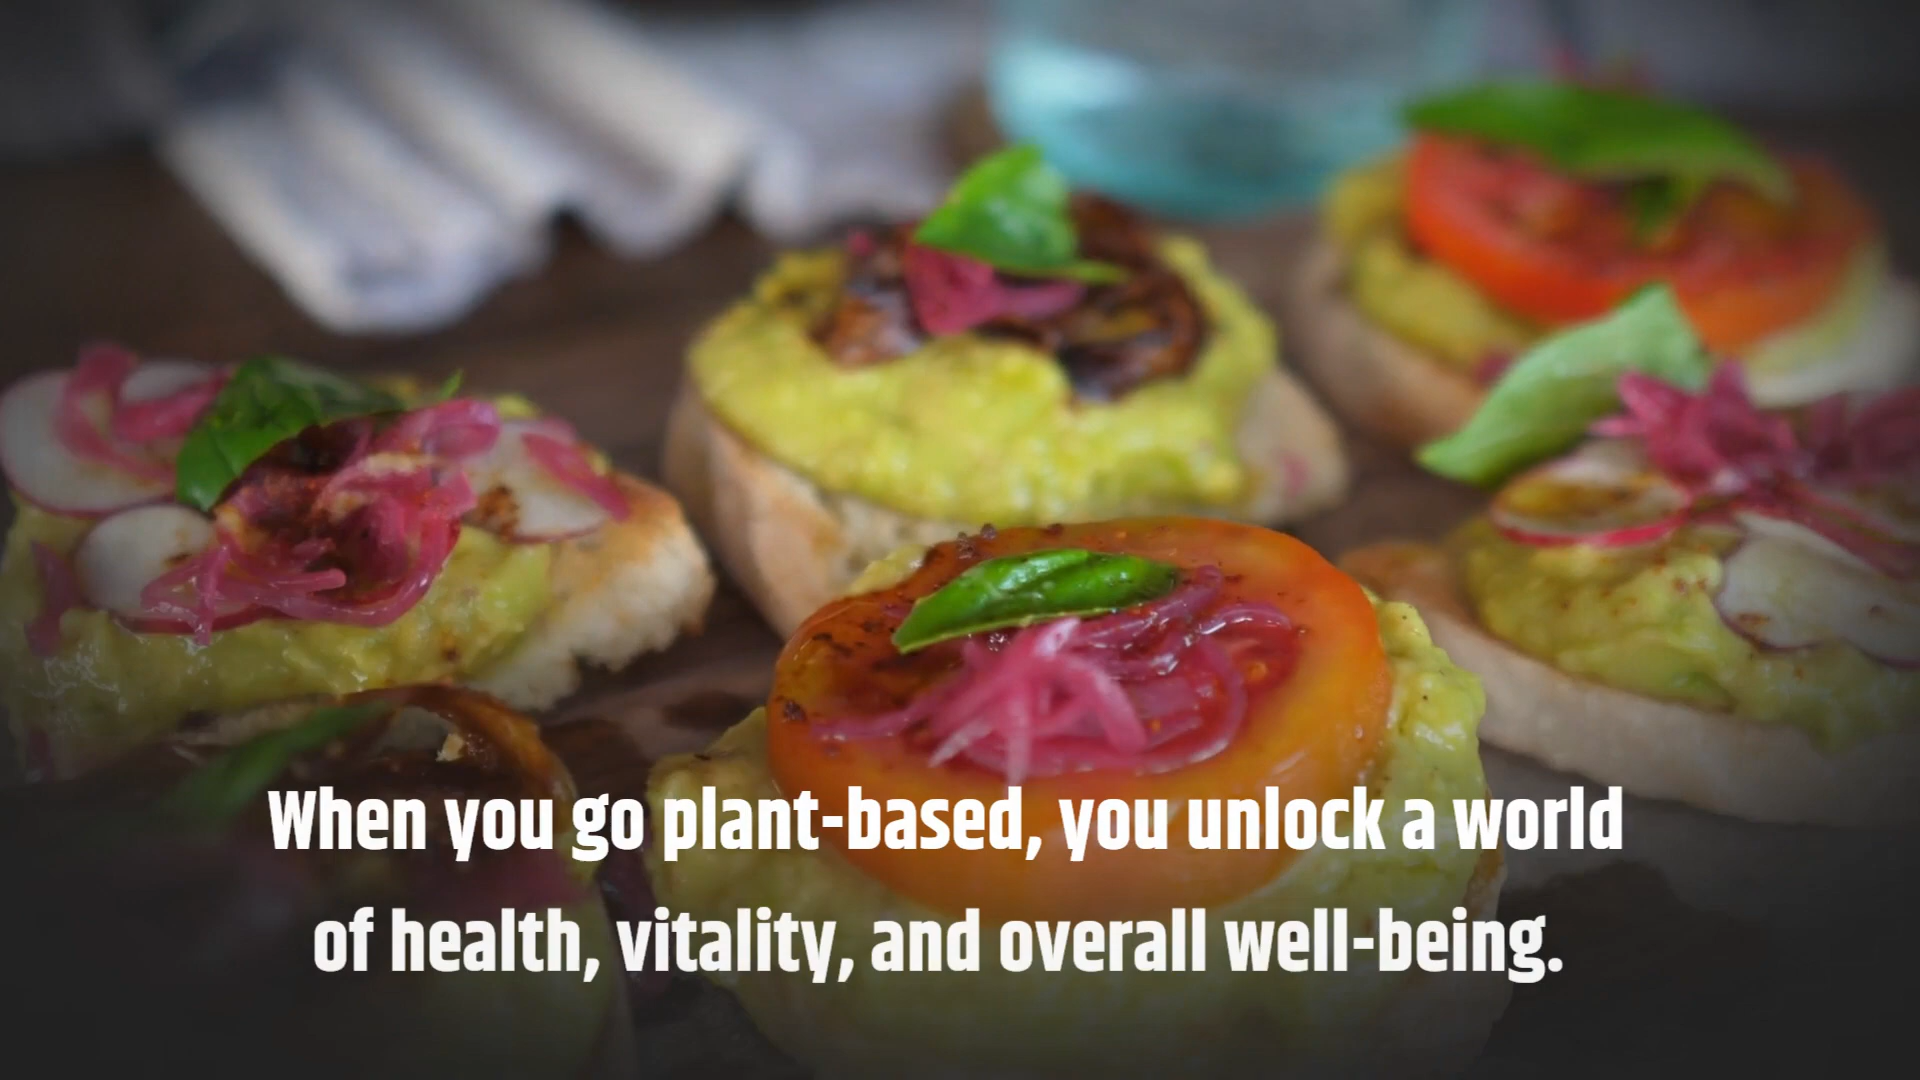 When you go plant-based, you unlock a world
of health, vitality, and overall well-being.